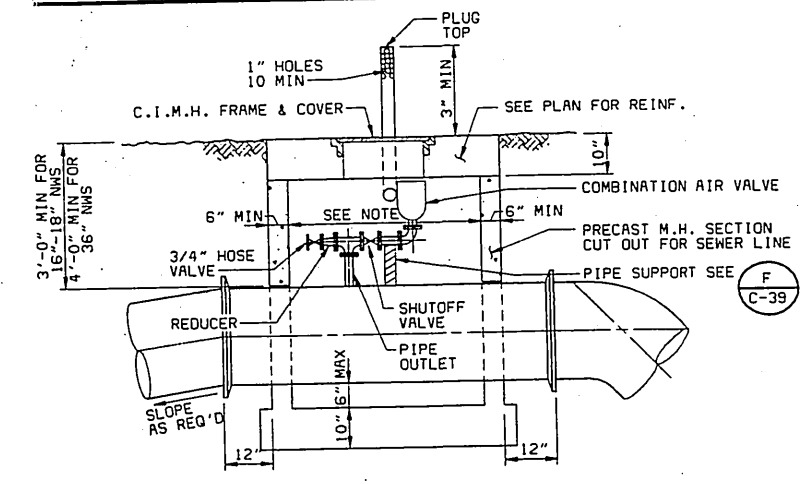 PLUG
TOP
1" HOLES
10 MIN
3" MIN
C.I.M.H. FRAME & COVER
SEE PLAN FOR REINF.
10"
3'-0" MIN FOR
16"-18" NWS
4'-0" MIN FOR
36" NWS
COMBINATION AIR VALVE
6" MIN
SEE NOTE
6" MIN
PRECAST M.H. SECTION
CUT OUT FOR SEWER LINE
3/4" HOSE
VALVE
PIPE SUPPORT SEE
F
C-39
REDUCER
SHUTOFF
VALVE
PIPE
OUTLET
6" MAX
10"
SLOPE
AS REQ'D
12"
12"